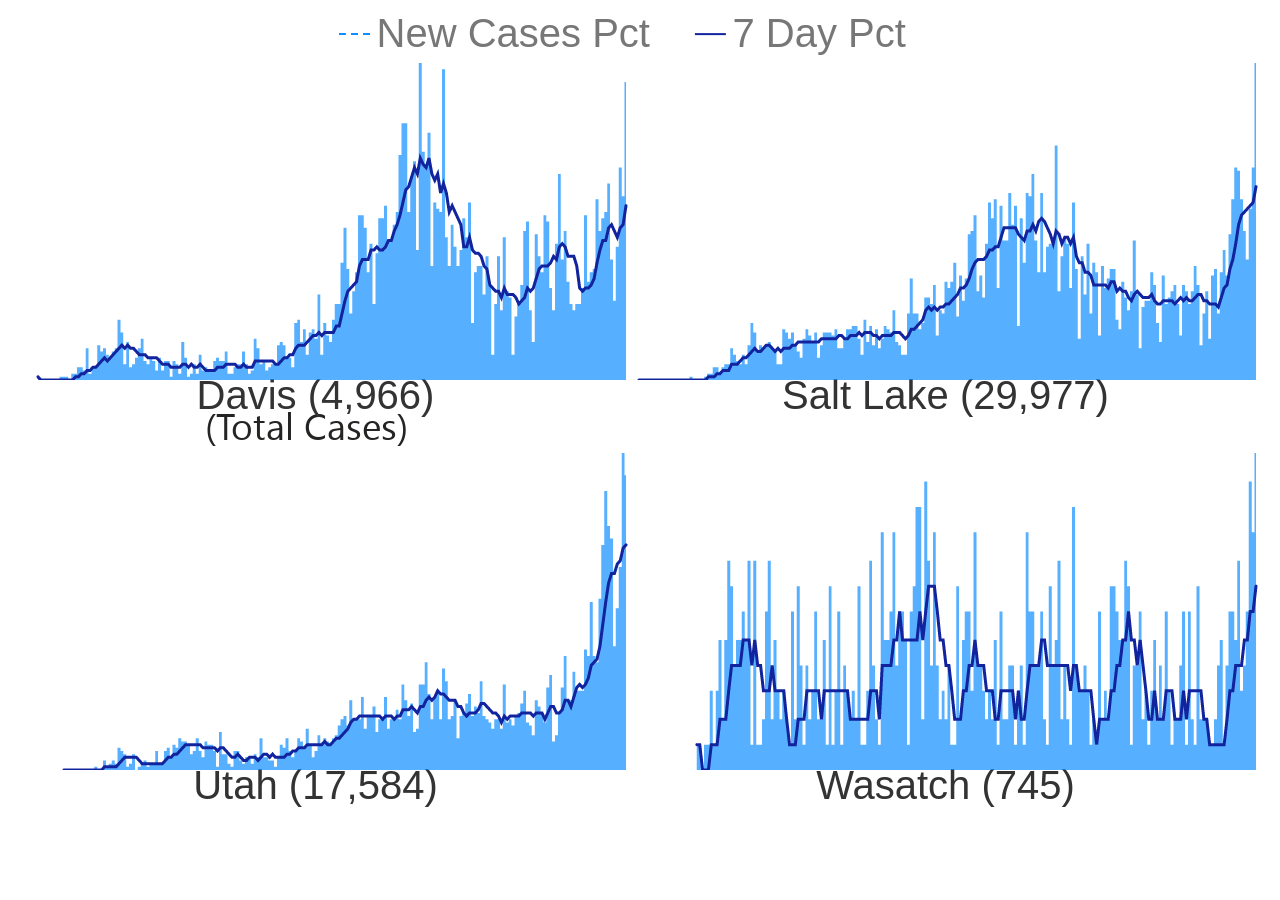 New Cases Pct 7 Day Pct
Davis (4,966) Salt Lake (29,977)
(Total Cases)
Utah (17,584) Wasatch (745)